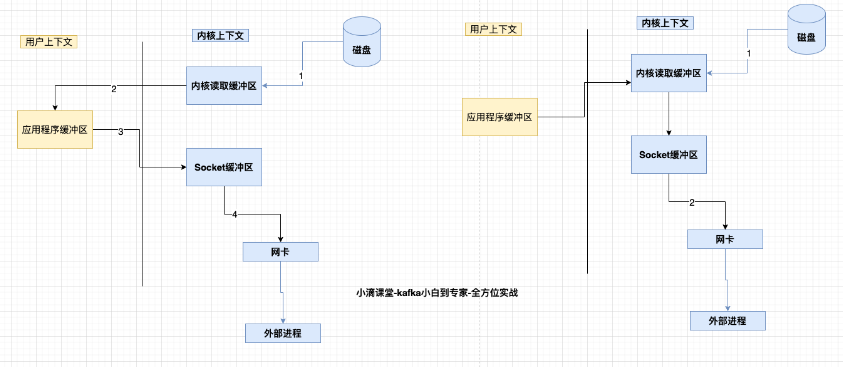 用户上下文
内核上下文
磁盘
1
内核读取缓冲区
2
应用程序缓冲区
3
Socket缓冲区
4
网卡
外部进程
用户上下文
内核上下文
磁盘
1
内核读取缓冲区
应用程序缓冲区
Socket缓冲区
2
网卡
外部进程
小滴课堂-kafka小白到专家-全方位实战